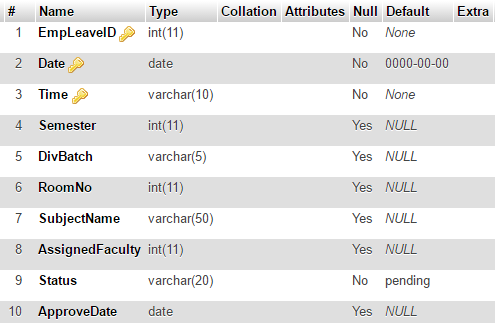 # Name Type Collation Attributes Null Default Extra
1 EmpLeaveID int(11) No None
2 Date date No 0000-00-00
3 Time varchar(10) No None
4 Semester int(11) Yes NULL
5 DivBatch varchar(5) Yes NULL
6 RoomNo int(11) Yes NULL
7 SubjectName varchar(50) Yes NULL
8 AssignedFaculty int(11) Yes NULL
9 Status varchar(20) No pending
10 ApproveDate date Yes NULL